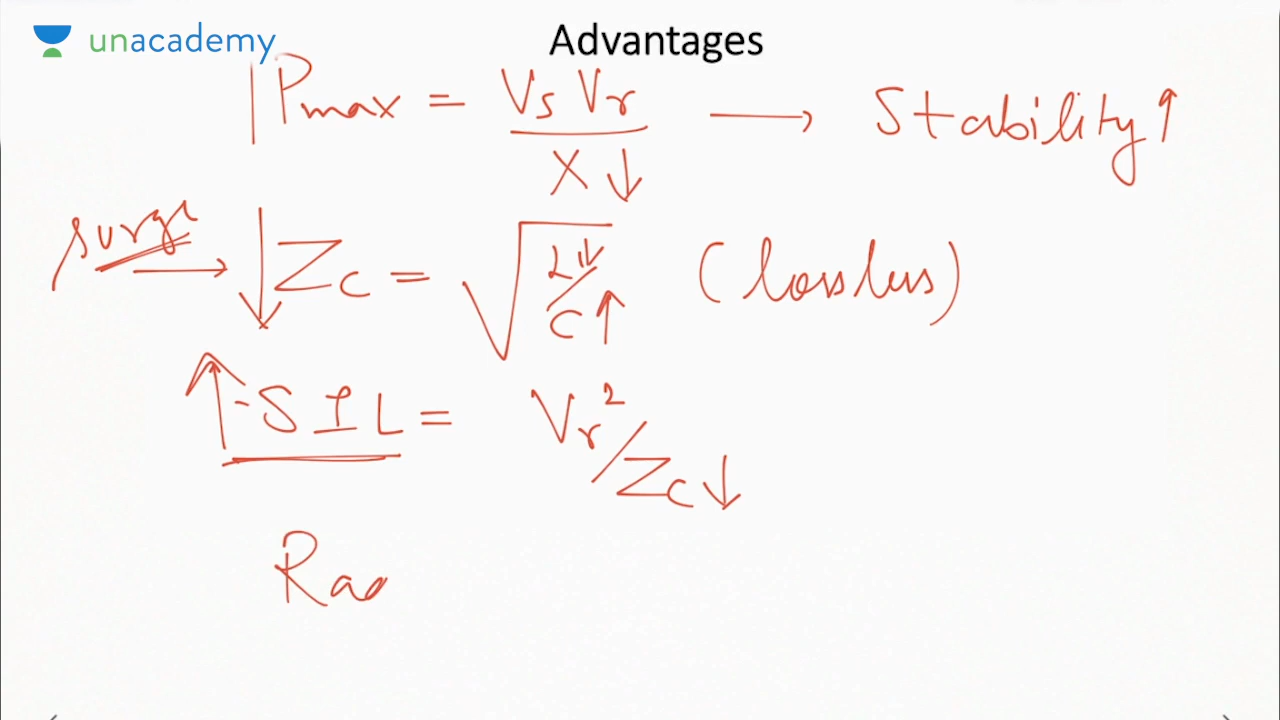 unacademy
Advantages
Pmax = Vs Vr / X ↓ → Stability ↑
surge → ↓ Zc = √(L↓/C↑) (lossless)
↑ SIL = Vr²/Zc ↓